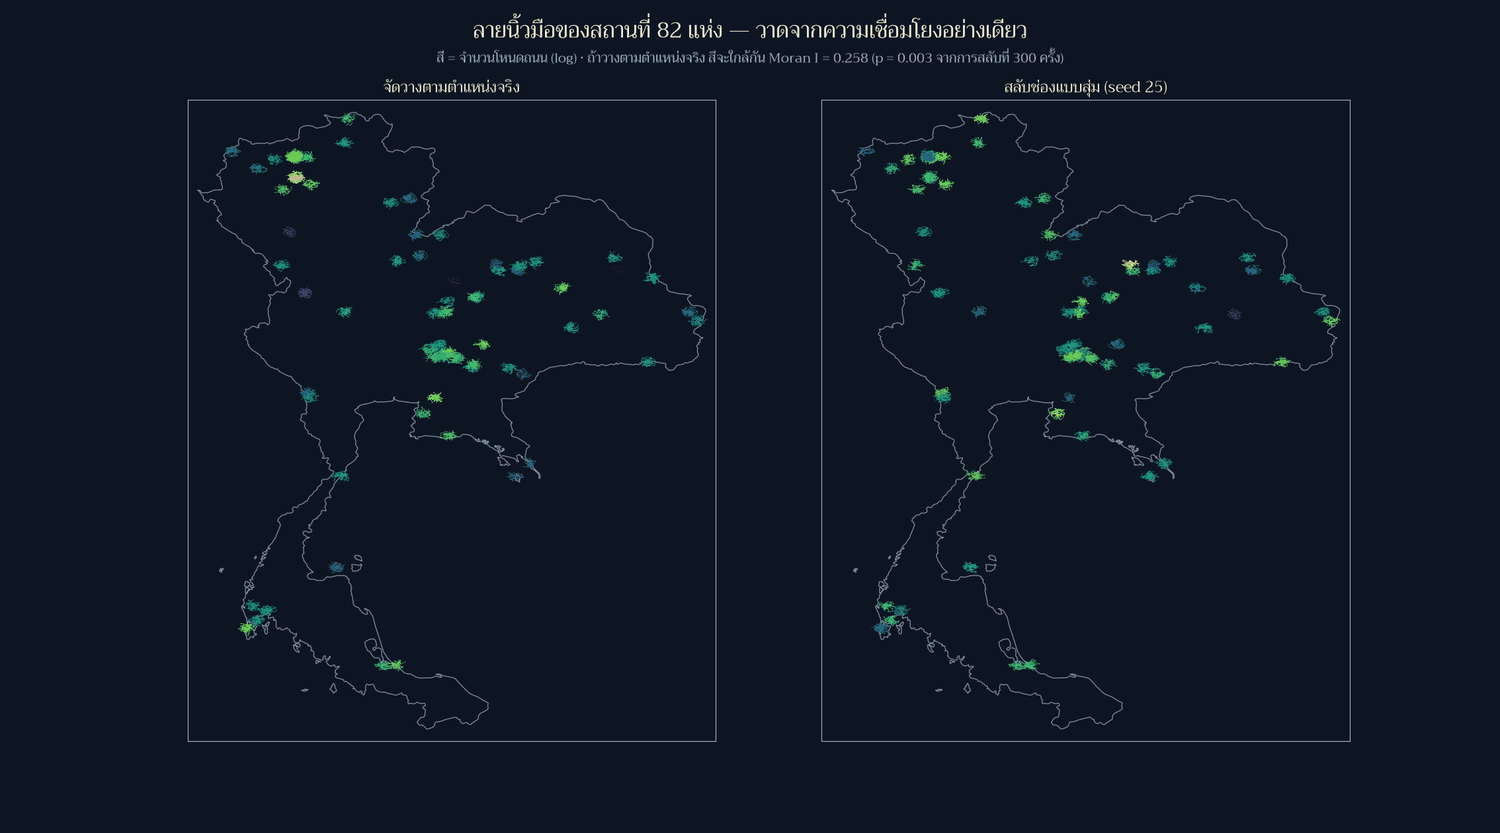 ลายนิ้วมือของสถานที่ 82 แห่ง — วาดจากความเชื่อมโยงอย่างเดียว
สี = จำนวนโหนดถนน (log) · ถ้าวางตามตำแหน่งจริง สีจะใกล้กัน Moran I = 0.258 (p = 0.003 จากการสลับที่ 300 ครั้ง)
จัดวางตามตำแหน่งจริง
สลับช่องแบบสุ่ม (seed 25)